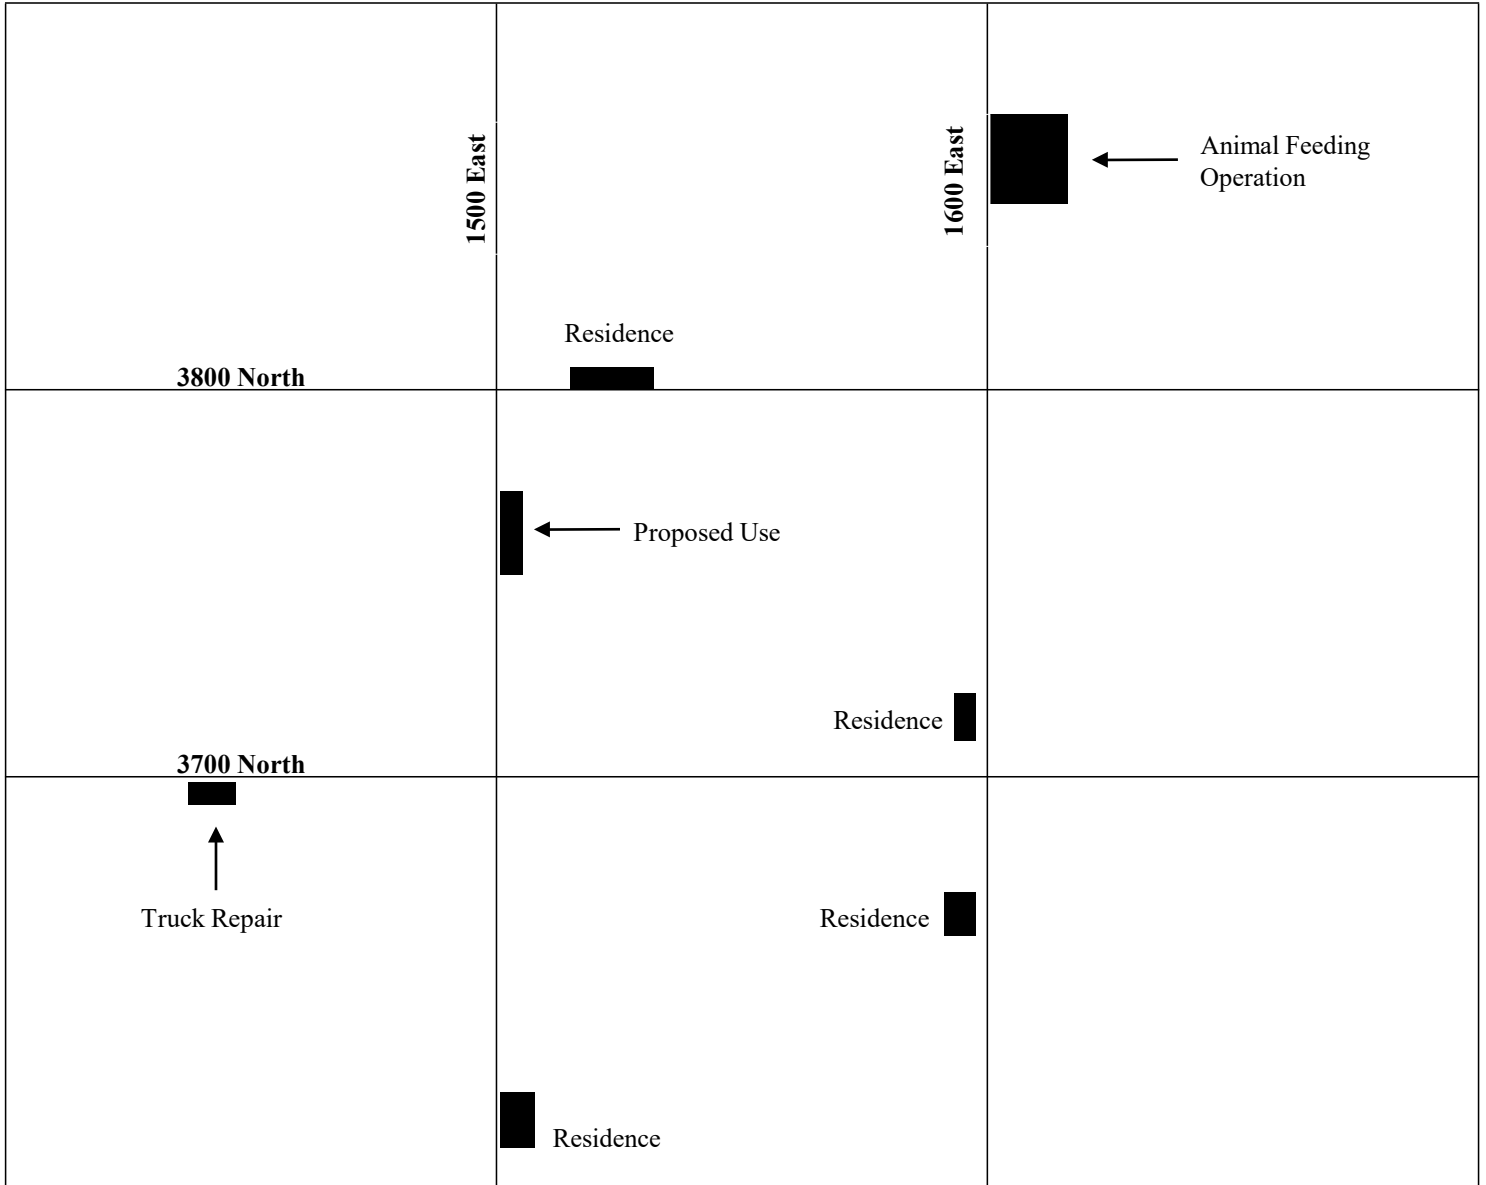 1500 East
1600 East
Animal Feeding
Operation
Residence
3800 North
Proposed Use
Residence
3700 North
Truck Repair
Residence
Residence